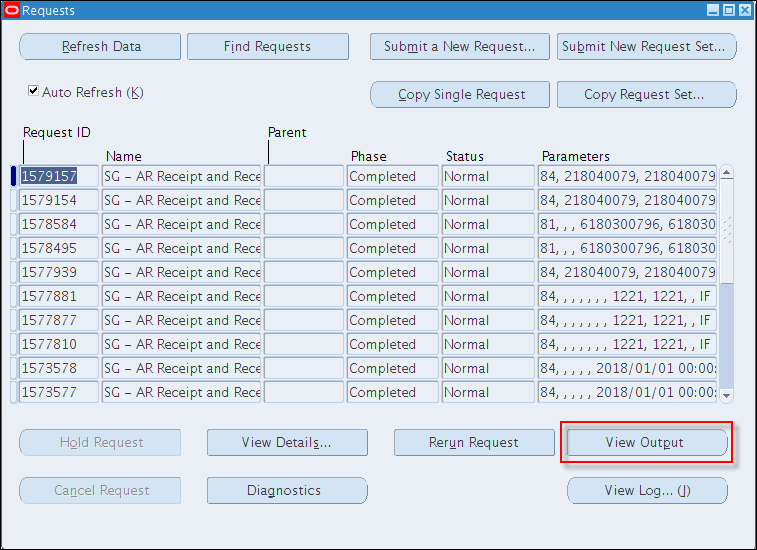 Requests
Refresh Data Find Requests Submit a New Request... Submit New Request Set...
Auto Refresh (K) Copy Single Request Copy Request Set...
Request ID Parent
Name Phase Status Parameters
1579157 SG – AR Receipt and Rece Completed Normal 84, 218040079, 218040079
1579154 SG – AR Receipt and Rece Completed Normal 84, 218040079, 218040079
1578584 SG – AR Receipt and Rece Completed Normal 81, , , 6180300796, 618030
1578495 SG – AR Receipt and Rece Completed Normal 81, , , 6180300796, 618030
1577939 SG – AR Receipt and Rece Completed Normal 84, 218040079, 218040079
1577881 SG – AR Receipt and Rece Completed Normal 84, , , , , , , 1221, 1221, , IF
1577877 SG – AR Receipt and Rece Completed Normal 84, , , , , , , 1221, 1221, , IF
1577810 SG – AR Receipt and Rece Completed Normal 84, , , , , , , 1221, 1221, , IF
1573578 SG – AR Receipt and Rece Completed Normal 84, , , , , 2018/01/01 00:00:
1573577 SG – AR Receipt and Rece Completed Normal 84, , , , , 2018/01/01 00:00:
Hold Request View Details... Rerun Request View Output
Cancel Request Diagnostics View Log... (J)